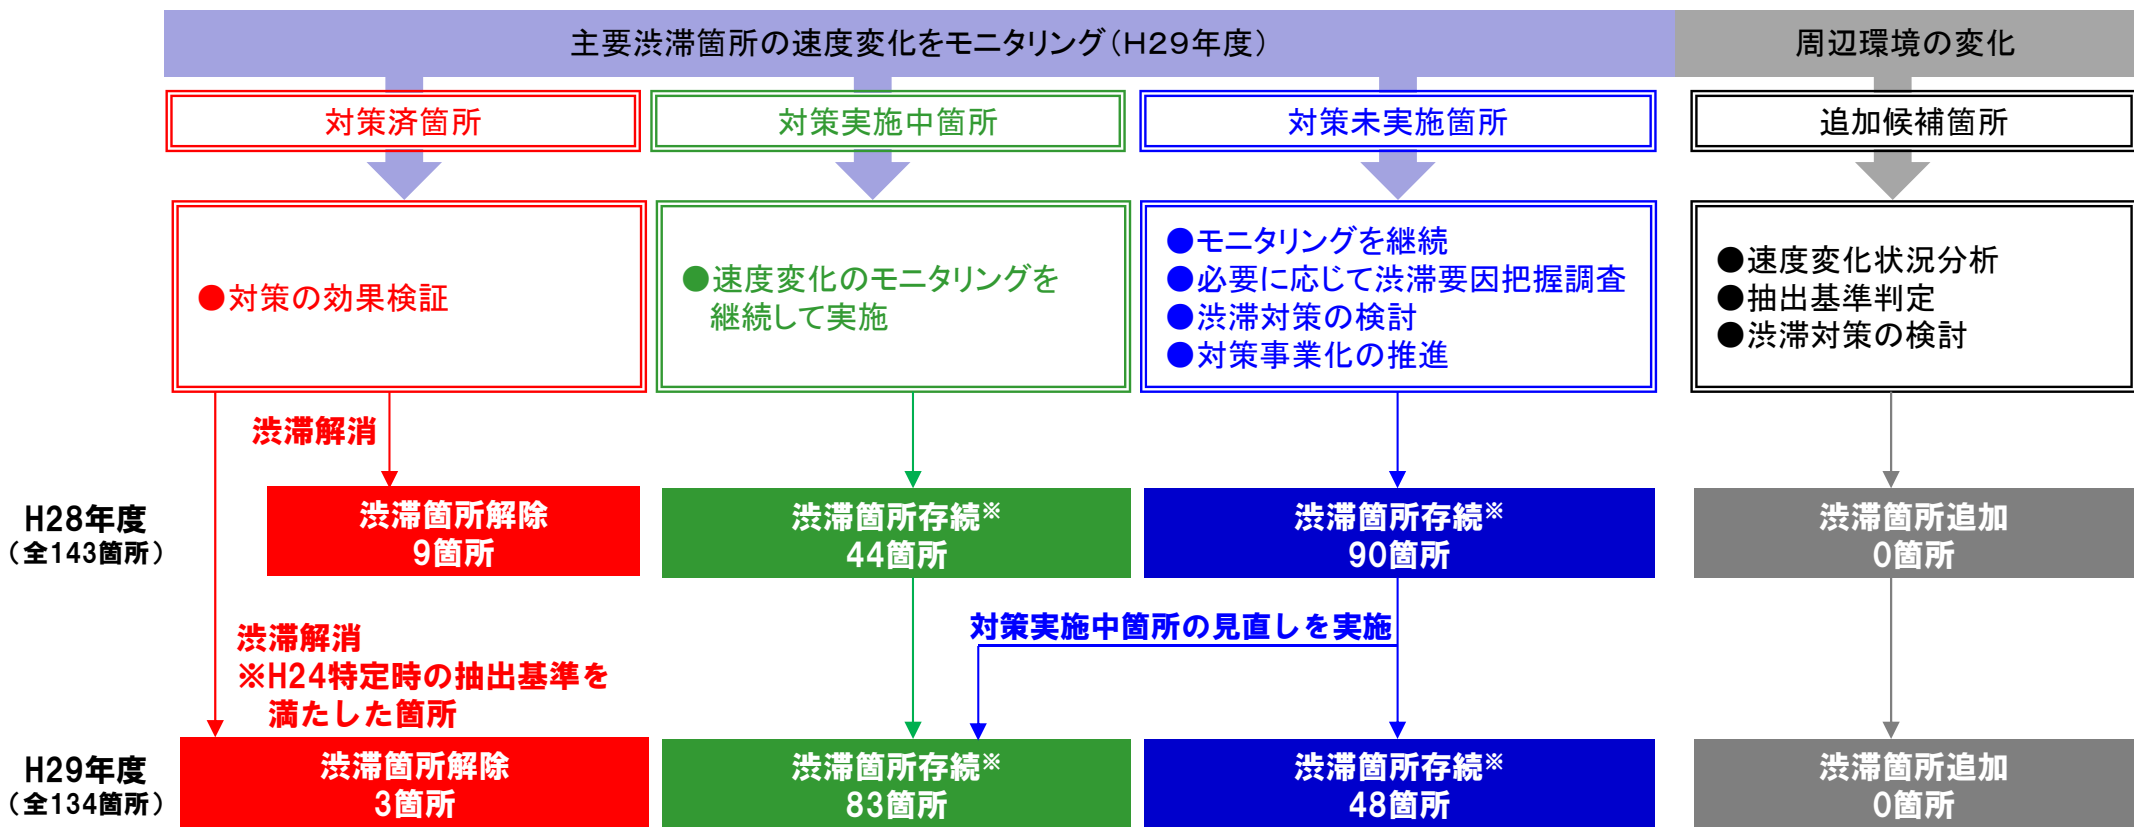 主要渋滞箇所の速度変化をモニタリング（H29年度）
周辺環境の変化
対策済箇所
対策実施中箇所
対策未実施箇所
追加候補箇所
●対策の効果検証
●速度変化のモニタリングを
継続して実施
●モニタリングを継続
●必要に応じて渋滞要因把握調査
●渋滞対策の検討
●対策事業化の推進
●速度変化状況分析
●抽出基準判定
●渋滞対策の検討
渋滞解消
H28年度
（全143箇所）
渋滞箇所解除
9箇所
渋滞箇所存続※
44箇所
渋滞箇所存続※
90箇所
渋滞箇所追加
0箇所
渋滞解消
※H24特定時の抽出基準を
満たした箇所
対策実施中箇所の見直しを実施
H29年度
（全134箇所）
渋滞箇所解除
3箇所
渋滞箇所存続※
83箇所
渋滞箇所存続※
48箇所
渋滞箇所追加
0箇所